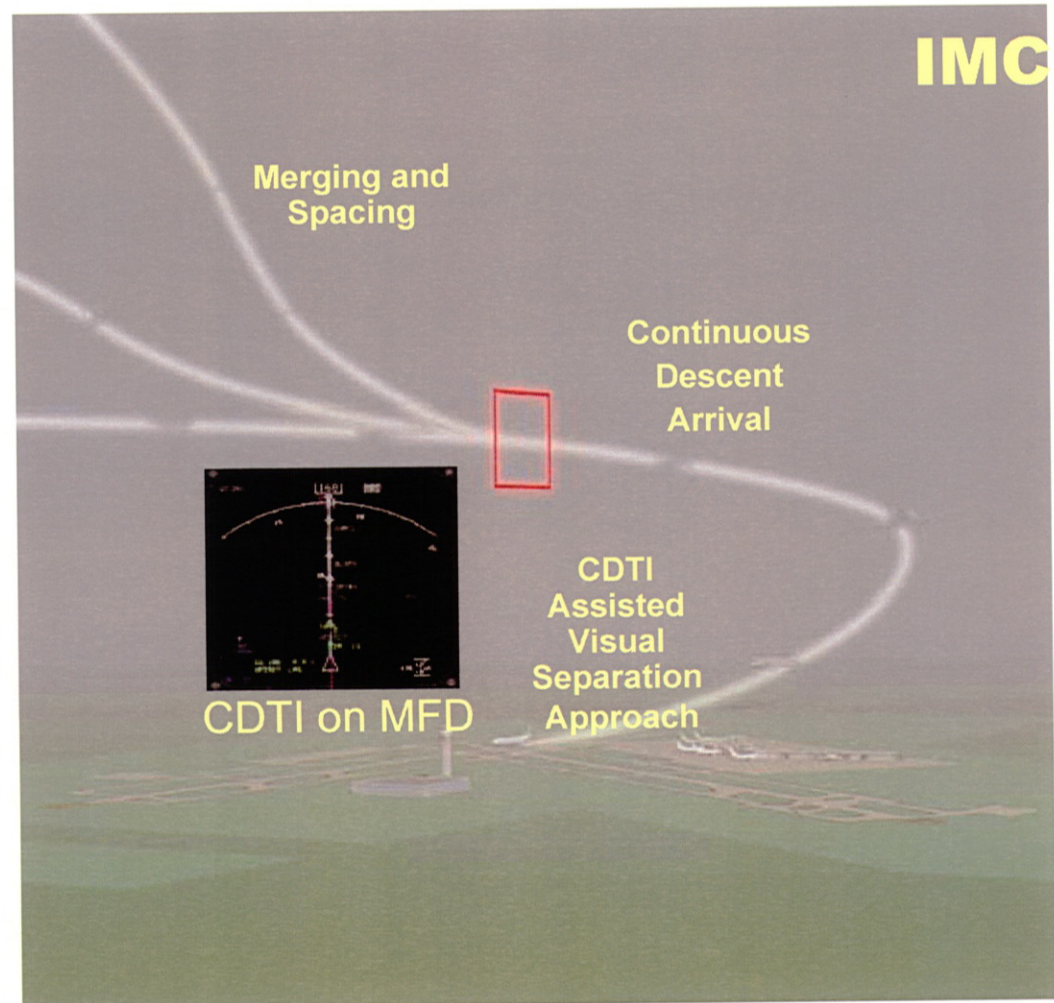 IMC
Merging and
Spacing
Continuous
Descent
Arrival
CDTI
Assisted
Visual
Separation
Approach
CDTI on MFD